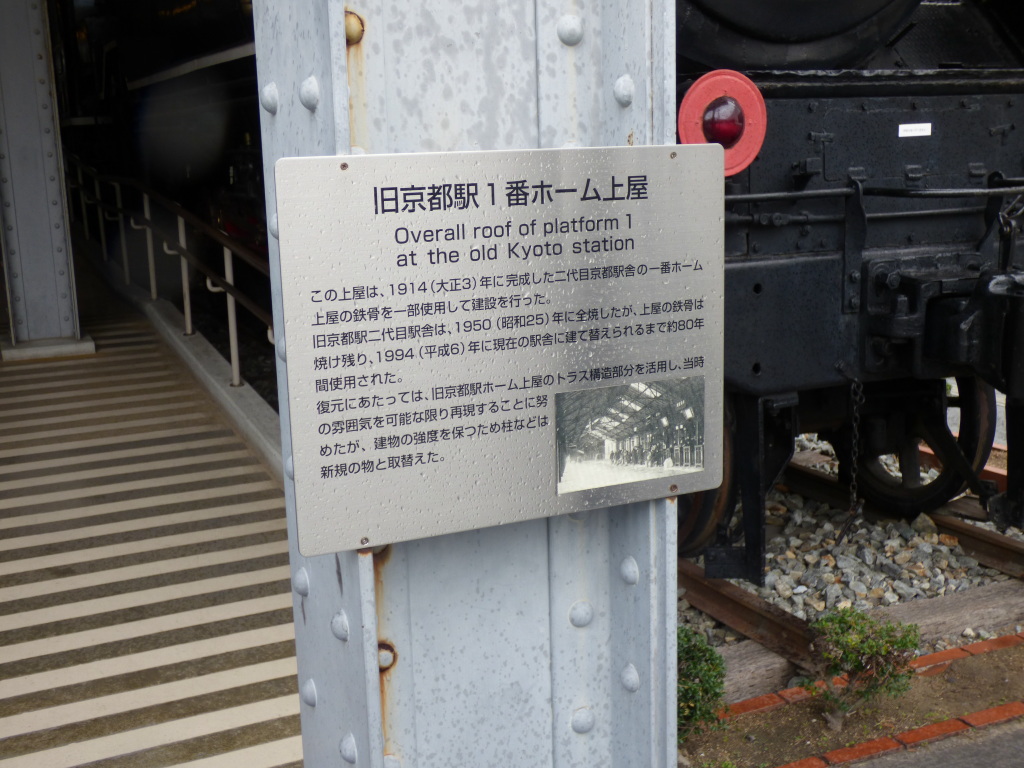 旧京都駅1番ホーム上屋
Overall roof of platform 1
at the old Kyoto station
この上屋は、1914(大正3)年に完成した二代目京都駅舎の一番ホーム
上屋の鉄骨を一部使用して建設を行った。
旧京都駅二代目駅舎は、1950(昭和25)年に全焼したが、上屋の鉄骨は
焼け残り、1994(平成6)年に現在の駅舎に建て替えられるまで約80年
間使用された。
復元にあたっては、旧京都駅ホーム上屋のトラス構造部分を活用し、当時
の雰囲気を可能な限り再現することに努
めたが、建物の強度を保つため柱などは
新規の物と取替えた。